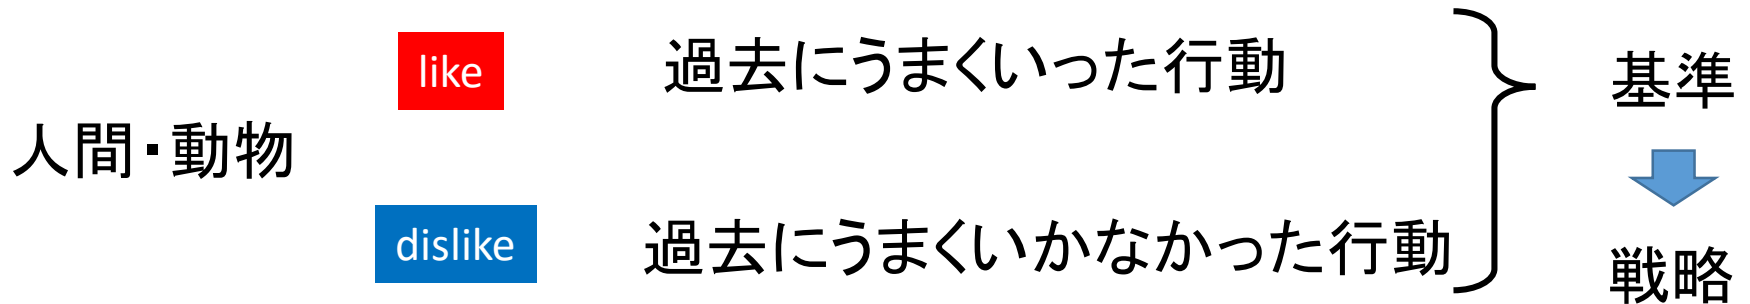 like
過去にうまくいった行動
基準
人間・動物
dislike
過去にうまくいかなかった行動
戦略